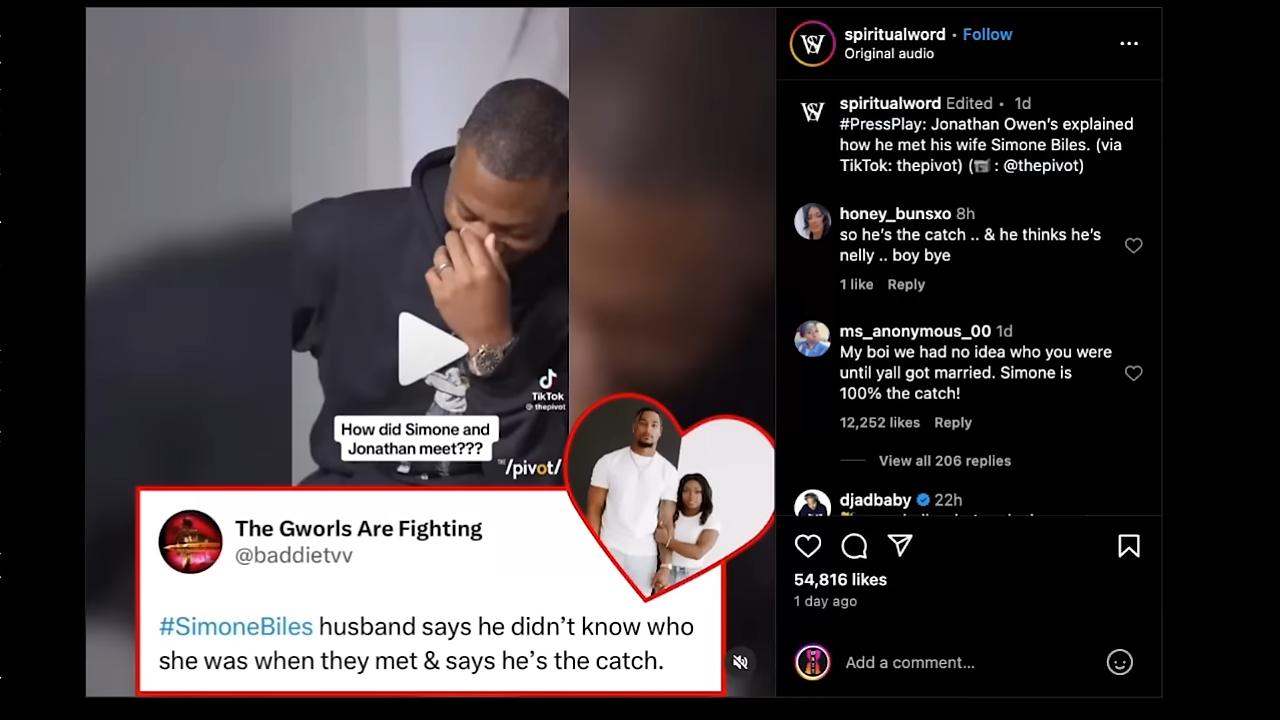 How did Simone and
Jonathan meet???
TikTok
@ thepivot
THE
/pivot/
The Gworls Are Fighting
@baddietvv
#SimoneBiles husband says he didn’t know who
she was when they met & says he’s the catch.
spiritualword · Follow
Original audio
spiritualword Edited · 1d
#PressPlay: Jonathan Owen’s explained
how he met his wife Simone Biles. (via
TikTok: thepivot) (📹 : @thepivot)
honey_bunsxo 8h
so he’s the catch .. & he thinks he’s
nelly .. boy bye
1 like Reply
ms_anonymous_00 1d
My boi we had no idea who you were
until yall got married. Simone is
100% the catch!
12,252 likes Reply
View all 206 replies
djadbaby 22h
54,816 likes
1 day ago
Add a comment...